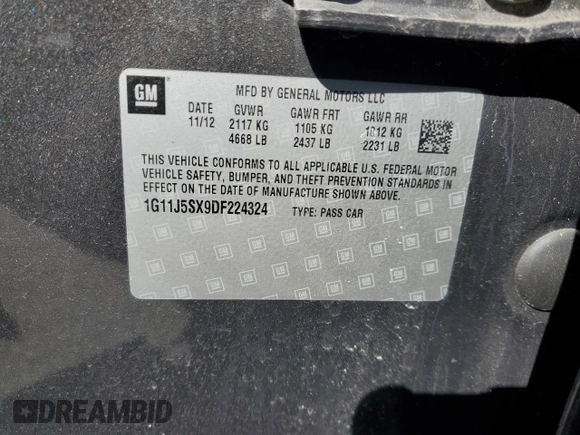 GM
MFD BY GENERAL MOTORS LLC
DATE GVWR GAWR FRT GAWR RR
11/12 2117 KG 1105 KG 1012 KG
4668 LB 2437 LB 2231 LB
THIS VEHICLE CONFORMS TO ALL APPLICABLE U.S. FEDERAL MOTOR
VEHICLE SAFETY, BUMPER, AND THEFT PREVENTION STANDARDS IN
EFFECT ON THE DATE OF MANUFACTURE SHOWN ABOVE.
1G11J5SX9DF224324 TYPE: PASS CAR
DREAMBID